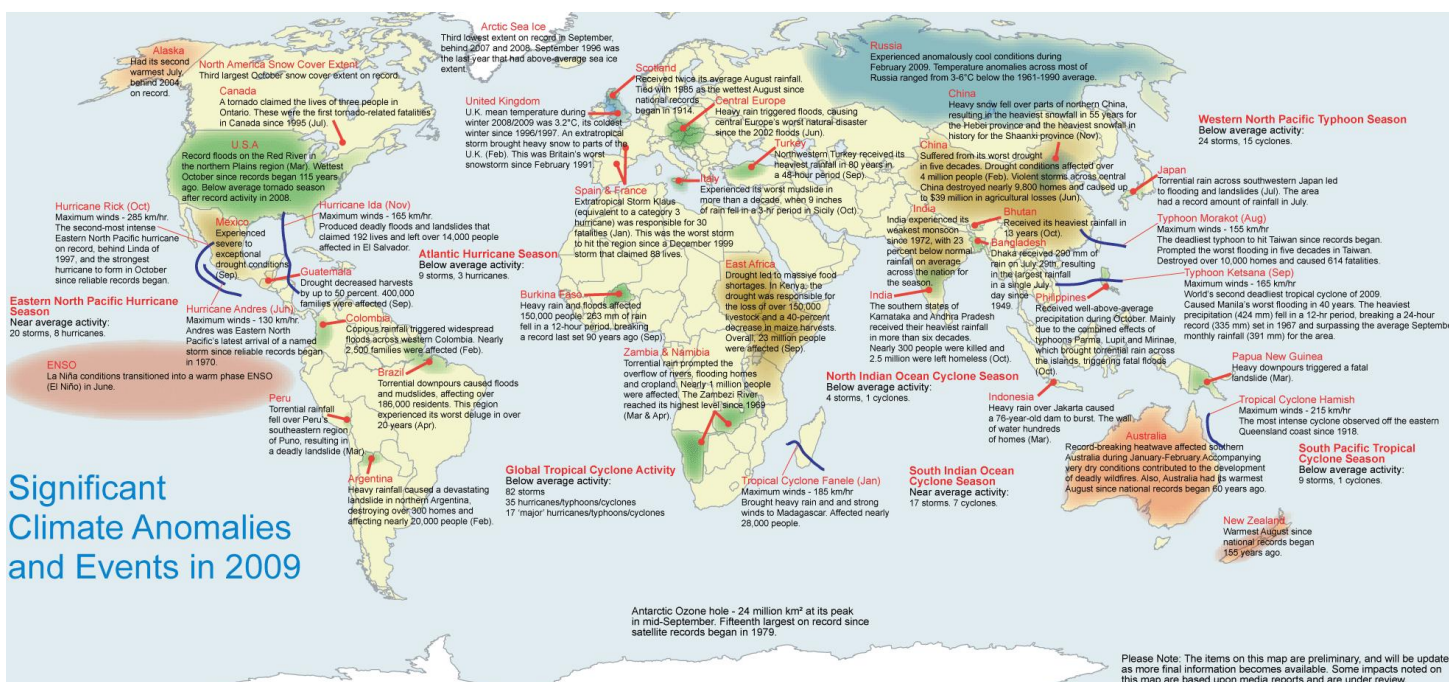 Arctic Sea Ice
Third lowest extent on record in September,
behind 2007 and 2008. September 1996 was
the last year that had above-average sea ice
extent.
Alaska
Had its second
warmest July,
behind 2004
on record.
North America Snow Cover Extent
Third largest October snow cover extent on record.
Canada
A tornado claimed the lives of three people in
Ontario. These were the first tornado-related fatalities
in Canada since 1995 (Jul).
U.S.A
Record floods on the Red River in
the northern Plains region (Mar). Wettest
October since records began 115 years
ago. Below average tornado season
after record activity in 2008.
Hurricane Rick (Oct)
Maximum winds - 285 km/hr.
The second-most intense
Eastern North Pacific hurricane
on record, behind Linda of
1997, and the strongest
hurricane to form in October
since reliable records began.
Mexico
Experienced
severe to
exceptional
drought conditions
(Sep).
Hurricane Ida (Nov)
Maximum winds - 165 km/hr.
Produced deadly floods and landslides that
claimed 192 lives and left over 14,000 people
affected in El Salvador.
Atlantic Hurricane Season
Below average activity:
9 storms, 3 hurricanes.
Guatemala
Drought decreased harvests
by up to 50 percent. 400,000
families were affected (Sep).
Eastern North Pacific Hurricane
Season
Near average activity:
20 storms, 8 hurricanes.
Hurricane Andres (Jun)
Maximum winds - 130 km/hr.
Andres was Eastern North
Pacific's latest arrival of a named
storm since reliable records began
in 1970.
Colombia
Copious rainfall triggered widespread
floods across western Colombia. Nearly
2,500 families were affected (Feb).
ENSO
La Niña conditions transitioned into a warm phase ENSO
(El Niño) in June.
Brazil
Torrential downpours caused floods
and mudslides, affecting over
186,000 residents. This region
experienced its worst deluge in over
20 years (Apr).
Peru
Torrential rainfall
fell over Peru's
southeastern region
of Puno, resulting in
a deadly landslide (Mar)
Argentina
Heavy rainfall caused a devastating
landslide in northern Argentina,
destroying over 300 homes and
affecting nearly 20,000 people (Feb).
Significant
Climate Anomalies
and Events in 2009
Scotland
Received twice its average August rainfall.
Tied with 1985 as the wettest August since
national records
began in 1914.
United Kingdom
U.K. mean temperature during
winter 2008/2009 was 3.2°C, its coldest
winter since 1996/1997. An extratropical
storm brought heavy snow to parts of the
U.K. (Feb). This was Britain's worst
snowstorm since February 1991.
Central Europe
Heavy rain triggered floods, causing
central Europe's worst natural disaster
since the 2002 floods (Jun).
Turkey
Northwestern Turkey received its
heaviest rainfall in 80 years in
a 48-hour period (Sep).
Italy
Experienced its worst mudslide in
more than a decade, when 9 inches
of rain fell in a 3-hr period in Sicily (Oct)
Spain & France
Extratropical Storm Klaus
(equivalent to a category 3
hurricane) was responsible for 30
fatalities (Jan). This was the worst storm
to hit the region since a December 1999
storm that claimed 88 lives.
Burkina Faso
Heavy rain and floods affected
150,000 people. 263 mm of rain
fell in a 12-hour period, breaking
a record last set 90 years ago (Sep)
East Africa
Drought led to massive food
shortages. In Kenya, the
drought was responsible for
the loss of over 150,000
livestock and a 40-percent
decrease in maize harvests.
Overall, 23 million people
were affected (Sep).
Zambia & Namibia
Torrential rain prompted the
overflow of rivers, flooding homes
and cropland. Nearly 1 million people
were affected. The Zambezi River
reached its highest level since 1969
(Mar & Apr).
Global Tropical Cyclone Activity
Below average activity:
82 storms
35 hurricanes/typhoons/cyclones
17 'major' hurricanes/typhoons/cyclones
Tropical Cyclone Fanele (Jan)
Maximum winds - 185 km/hr
Brought heavy rain and and strong
winds to Madagascar. Affected nearly
28,000 people.
Russia
Experienced anomalously cool conditions during
February 2009. Temperature anomalies across most of
Russia ranged from 3-6°C below the 1961-1990 average.
China
Heavy snow fell over parts of northern China,
resulting in the heaviest snowfall in 55 years for
the Hebei province and the heaviest snowfall in
history for the Shaanxi province (Nov).
China
Suffered from its worst drought
in five decades. Drought conditions affected over
4 million people (Feb). Violent storms across central
China destroyed nearly 9,800 homes and caused up
to $39 million in agricultural losses (Jun).
Western North Pacific Typhoon Season
Below average activity:
24 storms, 15 cyclones.
Japan
Torrential rain across southwestern Japan led
to flooding and landslides (Jul). The area
had a record amount of rainfall in July.
India
India experienced its
weakest monsoon
since 1972, with 23
percent below normal
rainfall on average
across the nation for
the season.
Bhutan
Received its heaviest rainfall in
13 years (Oct).
Bangladesh
Dhaka received 290 mm of
rain on July 29th, resulting
in the largest rainfall
in a single July
day since
1949.
Typhoon Morakot (Aug)
Maximum winds - 155 km/hr
The deadliest typhoon to hit Taiwan since records began.
Prompted the worst flooding in five decades in Taiwan.
Destroyed over 10,000 homes and caused 614 fatalities.
Typhoon Ketsana (Sep)
Maximum winds - 165 km/hr
World's second deadliest tropical cyclone of 2009.
Caused Manila's worst flooding in 40 years. The heaviest
precipitation (424 mm) fell in a 12-hr period, breaking a 24-hour
record (335 mm) set in 1967 and surpassing the average September
monthly rainfall (391 mm) for the area.
India
The southern states of
Karnataka and Andhra Pradesh
received their heaviest rainfall
in more than six decades.
Nearly 300 people were killed and
2.5 million were left homeless (Oct).
Philippines
Received well-above-average
precipitation during October. Mainly
due to the combined effects of
typhoons Parma, Lupit and Mirinae,
which brought torrential rain across
the islands, triggering fatal floods
(Oct).
North Indian Ocean Cyclone Season
Below average activity:
4 storms, 1 cyclones.
Indonesia
Heavy rain over Jakarta caused
a 76-year-old dam to burst. The wall
of water hundreds
of homes (Mar).
Papua New Guinea
Heavy downpours triggered a fatal
landslide (Mar).
Tropical Cyclone Hamish
Maximum winds - 215 km/hr
The most intense cyclone observed off the eastern
Queensland coast since 1918.
Australia
Record-breaking heatwave affected southern
Australia during January-February. Accompanying
very dry conditions contributed to the development
of deadly wildfires. Also, Australia had its warmest
August since national records began 60 years ago.
South Indian Ocean
Cyclone Season
Near average activity:
17 storms, 7 cyclones.
South Pacific Tropical
Cyclone Season
Below average activity:
9 storms, 1 cyclones.
New Zealand
Warmest August since
national records began
155 years ago.
Antarctic Ozone hole - 24 million km² at its peak
in mid-September. Fifteenth largest on record since
satellite records began in 1979.
Please Note: The items on this map are preliminary, and will be update
as more final information becomes available. Some impacts noted on
this map are based upon media reports and are under review.